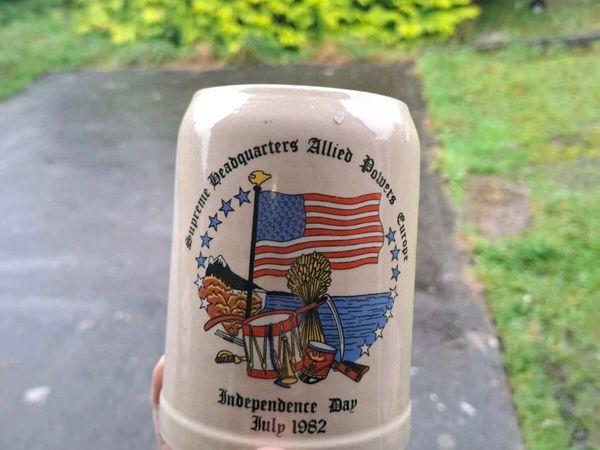 Supreme Headquarters Allied Powers Europe
Independence Day
July 1982